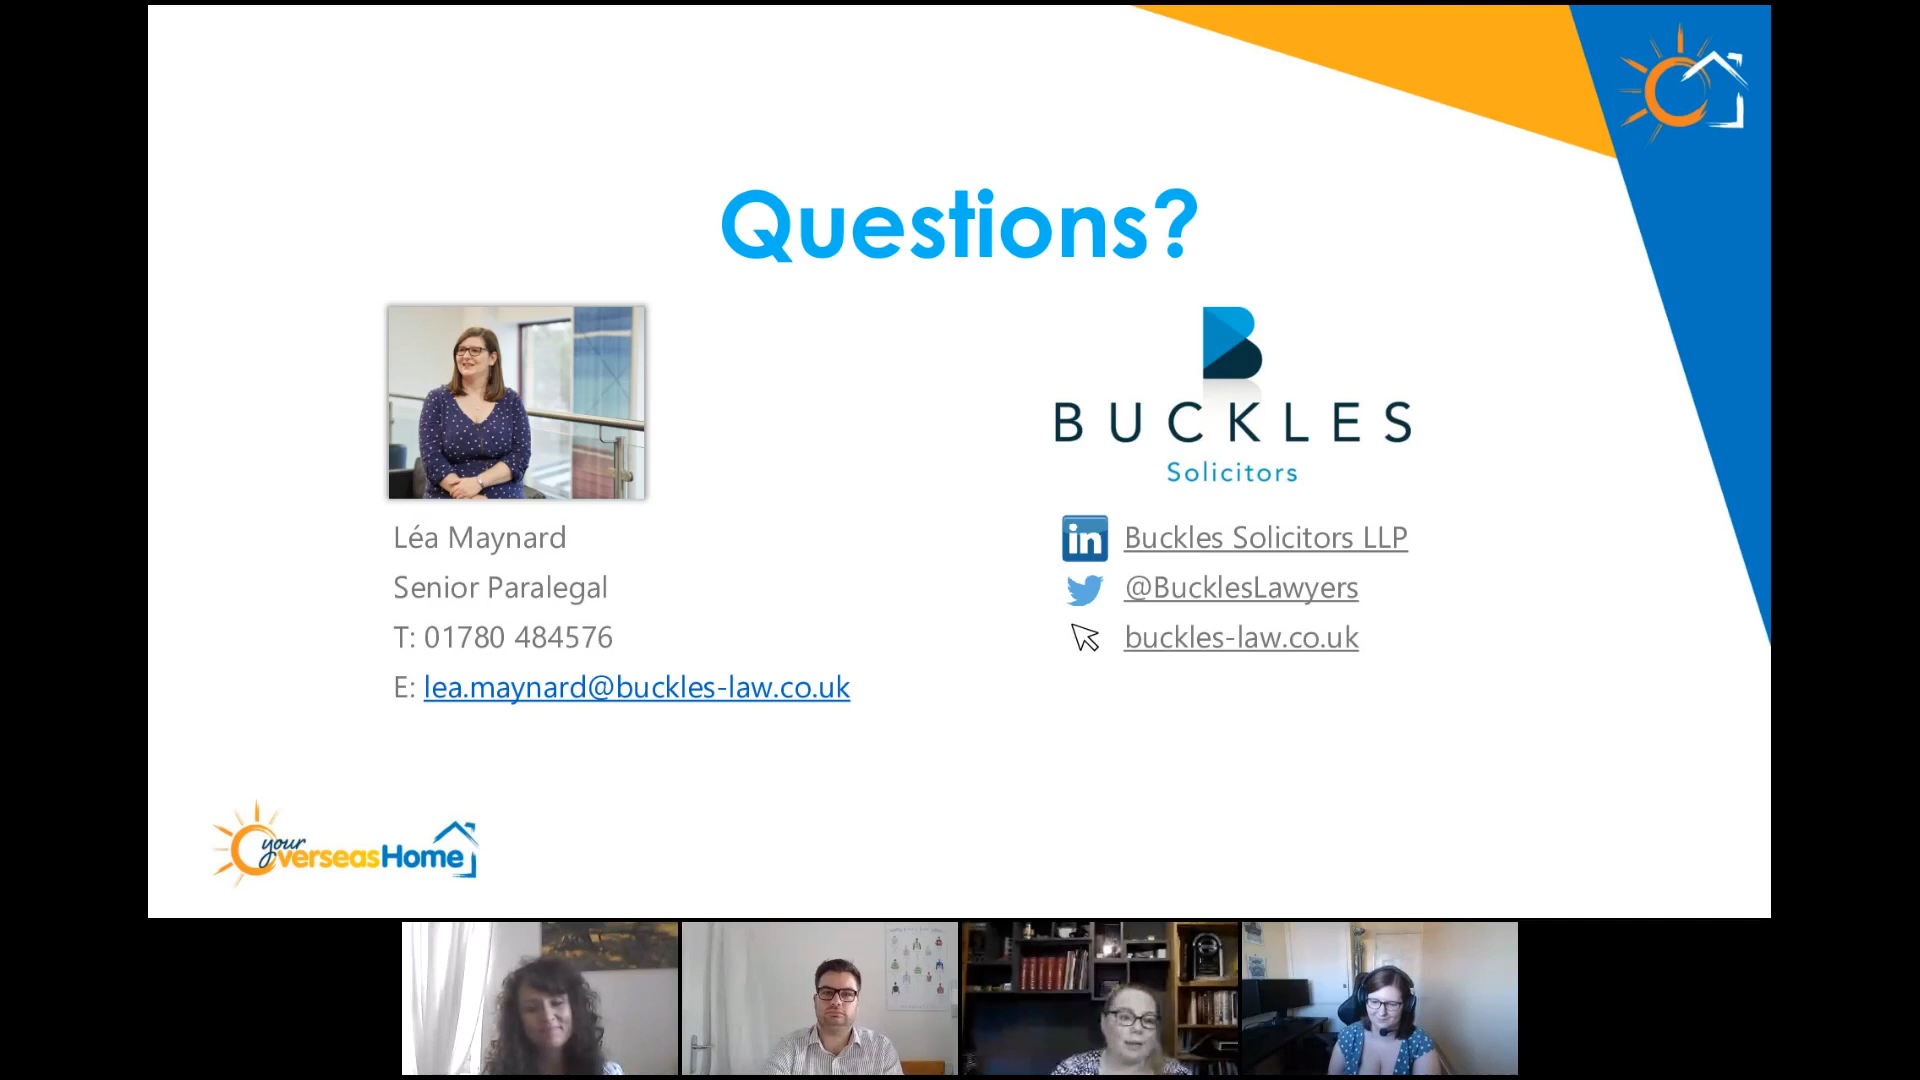 Questions?
BUCKLES
Solicitors
Léa Maynard
Senior Paralegal
T: 01780 484576
E: lea.maynard@buckles-law.co.uk
in Buckles Solicitors LLP
@BucklesLawyers
buckles-law.co.uk
your
OverseasHome